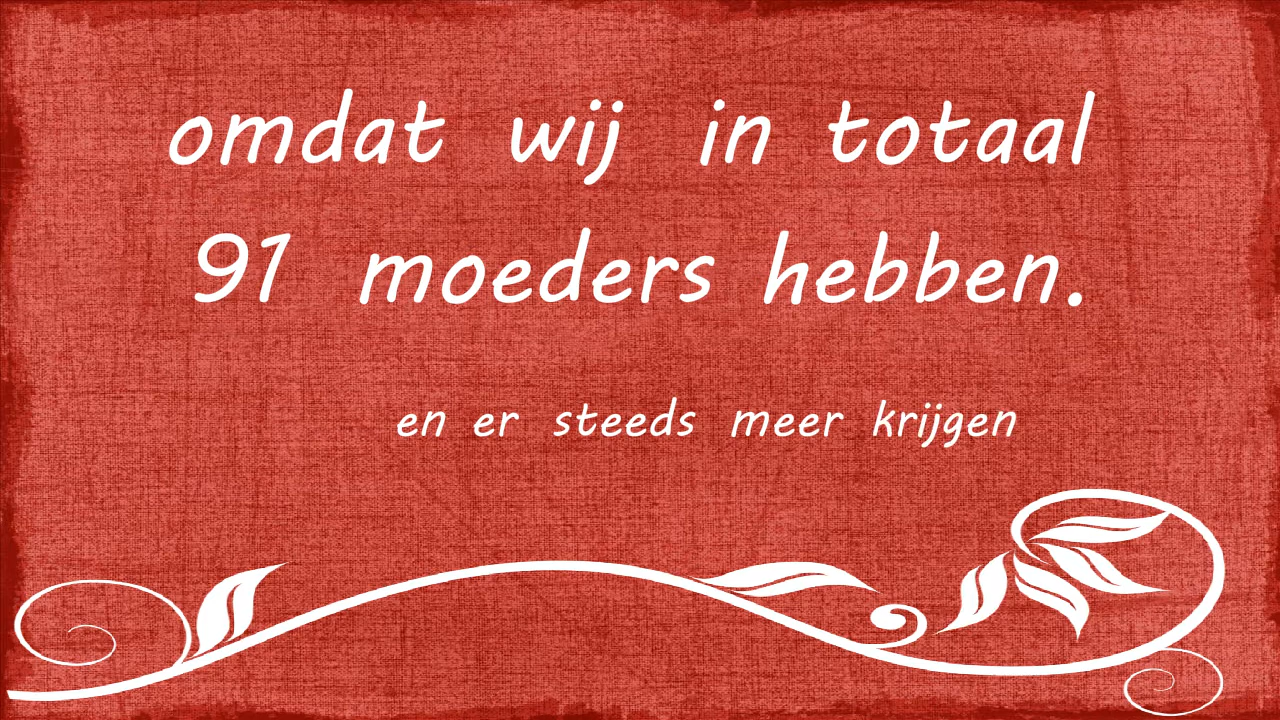 omdat wij in totaal
91 moeders hebben.
en er steeds meer krijgen